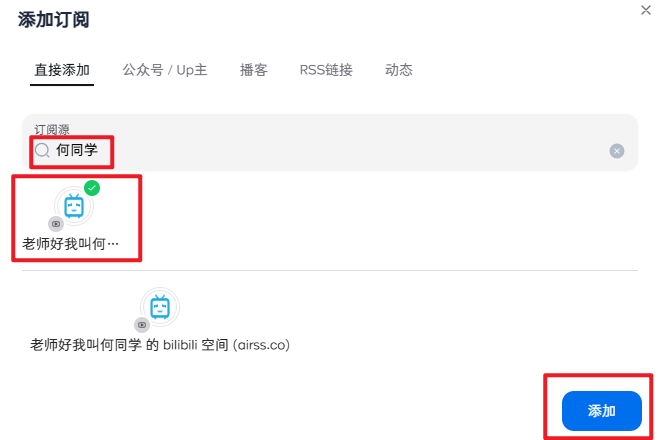 添加订阅
直接添加 公众号 / Up主 播客 RSS链接 动态
订阅源
何同学
老师好我叫何…
老师好我叫何同学 的 bilibili 空间 (airss.co)
添加